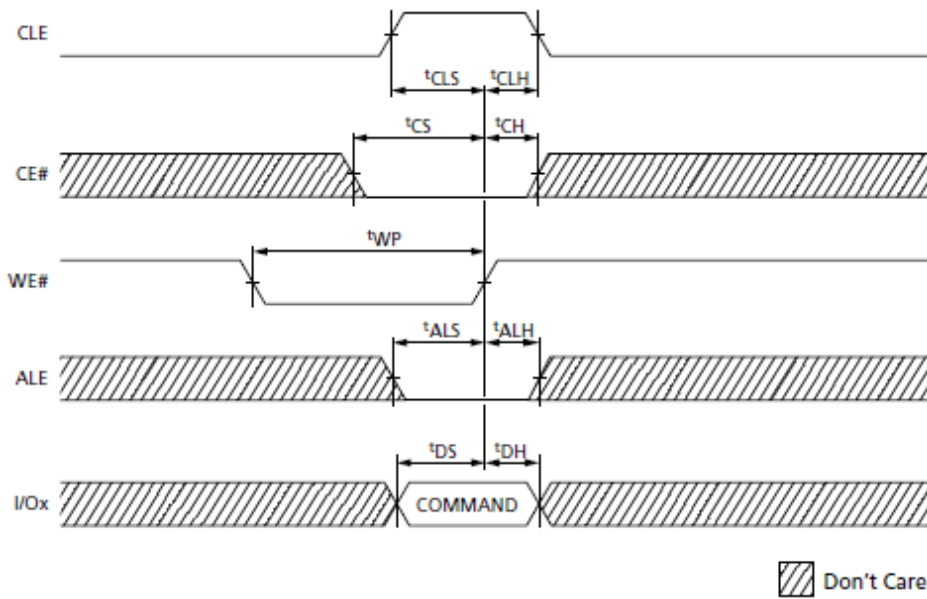 CLE
tCLS tCLH
tCS tCH
CE#
tWP
WE#
tALS tALH
ALE
tDS tDH
I/Ox COMMAND
Don't Care